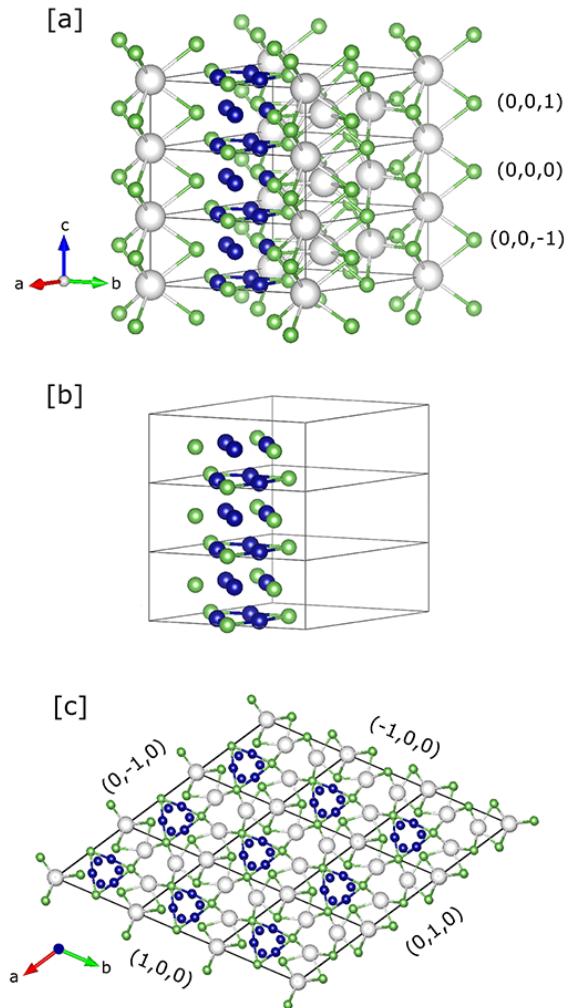 [a]
(0,0,1)
(0,0,0)
(0,0,-1)
c
a
b
[b]
[c]
(0,-1,0)
(-1,0,0)
(1,0,0)
(0,1,0)
a
b